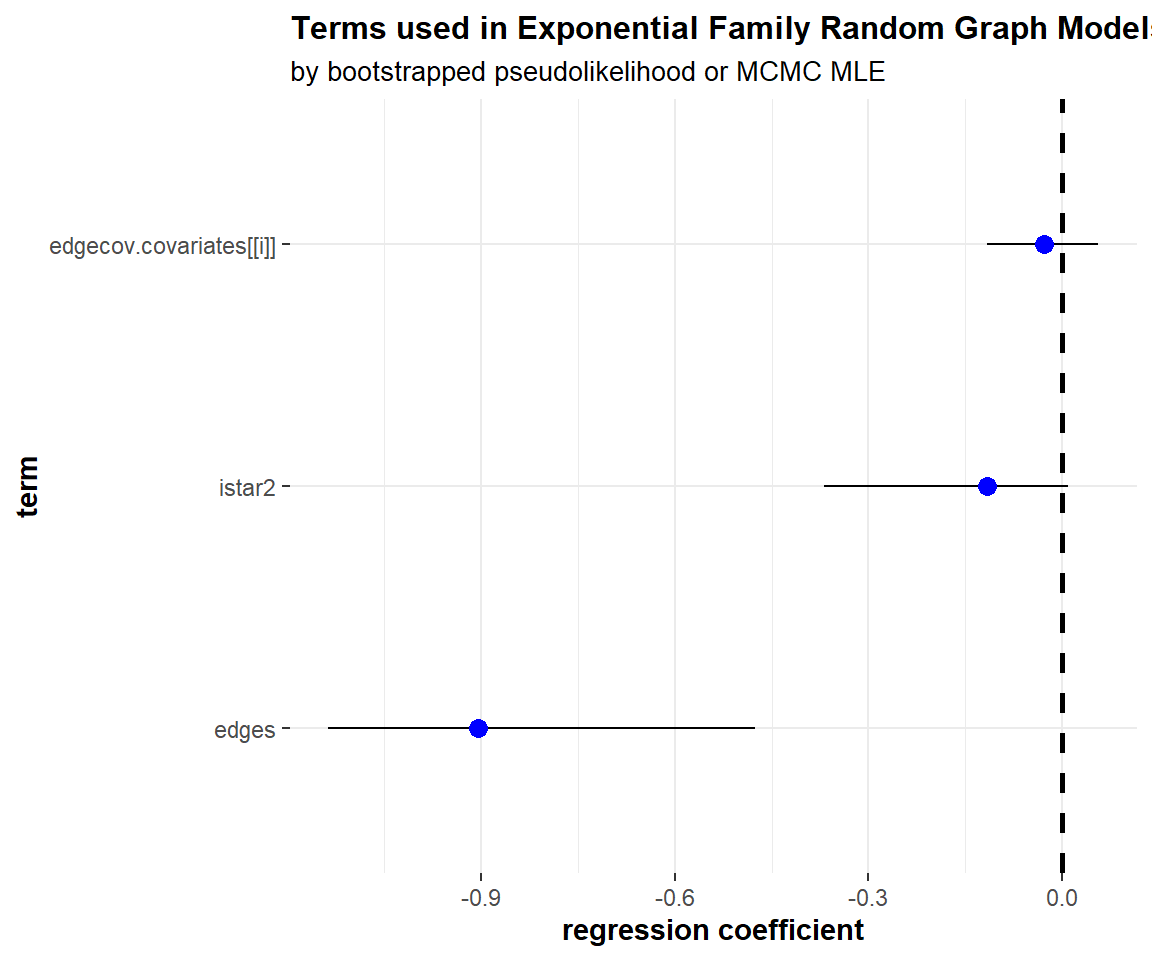 Terms used in Exponential Family Random Graph Models
by bootstrapped pseudolikelihood or MCMC MLE
edgecov.covariates[[i]]
istar2
edges
term
-0.9 -0.6 -0.3 0.0
regression coefficient